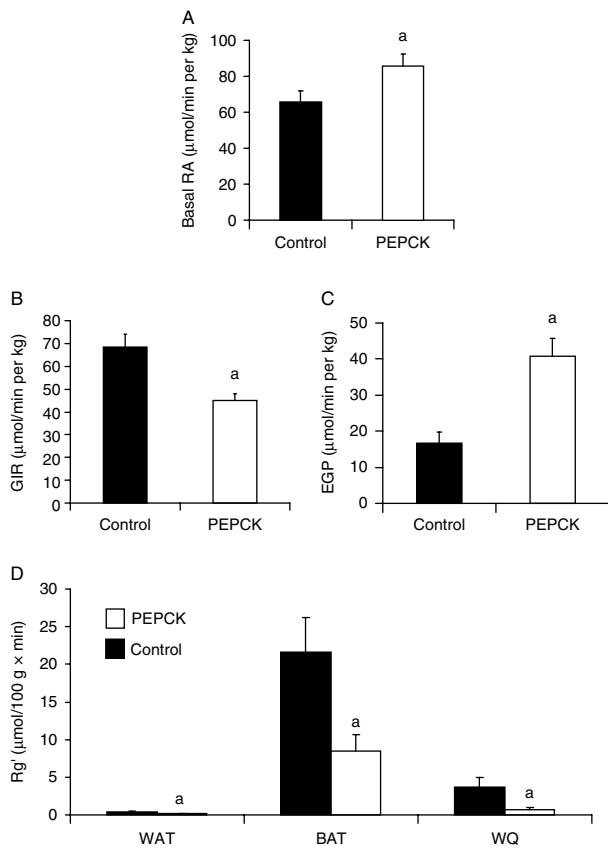 A
Basal RA (µmol/min per kg)
100
80
60
40
20
0
a
Control PEPCK
B
GIR (µmol/min per kg)
80
70
60
50
40
30
20
10
0
a
Control PEPCK
C
EGP (µmol/min per kg)
50
40
30
20
10
0
a
Control PEPCK
D
Rg' (µmol/100 g × min)
30
25
20
15
10
5
0
PEPCK
Control
a
a
a
WAT BAT WQ